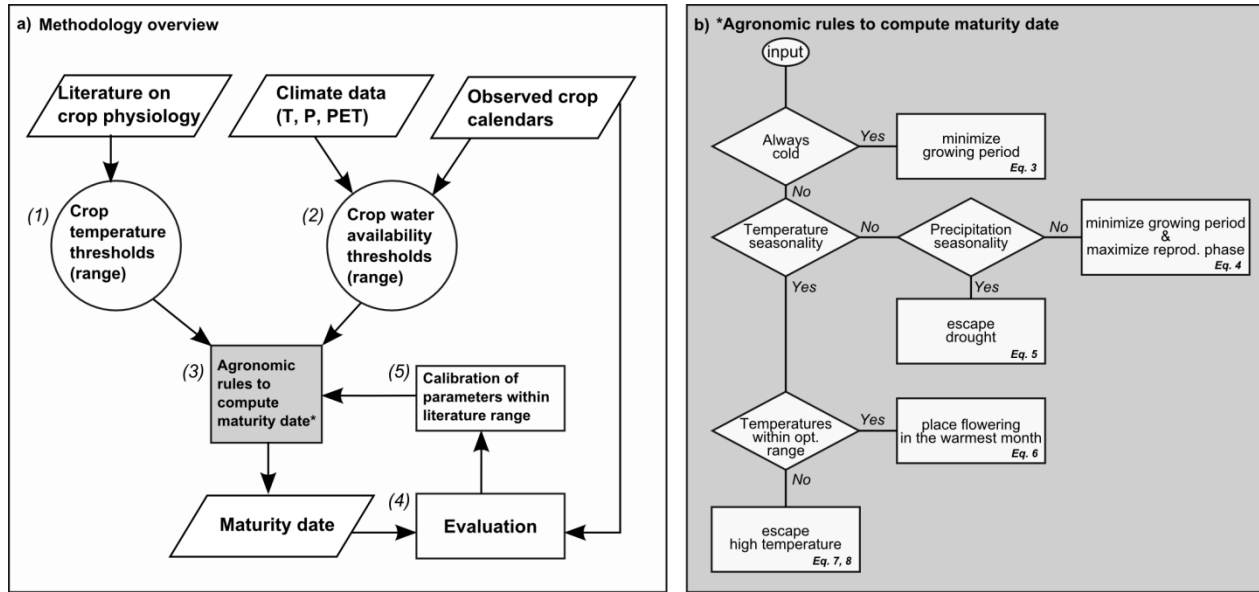 a) Methodology overview
Literature on
crop physiology
Climate data
(T, P, PET)
Observed crop
calendars
(1)
Crop
temperature
thresholds
(range)
(2)
Crop water
availability
thresholds
(range)
(3)
Agronomic
rules to
compute
maturity date*
(5)
Calibration of
parameters within
literature range
Maturity date
(4)
Evaluation
b) *Agronomic rules to compute maturity date
input
Always
cold
Yes
minimize
growing period
Eq. 3
No
Temperature
seasonality
No
Precipitation
seasonality
No
minimize growing period
&
maximize reprod. phase
Eq. 4
Yes
Yes
escape
drought
Eq. 5
Temperatures
within opt.
range
Yes
place flowering
in the warmest month
Eq. 6
No
escape
high temperature
Eq. 7, 8